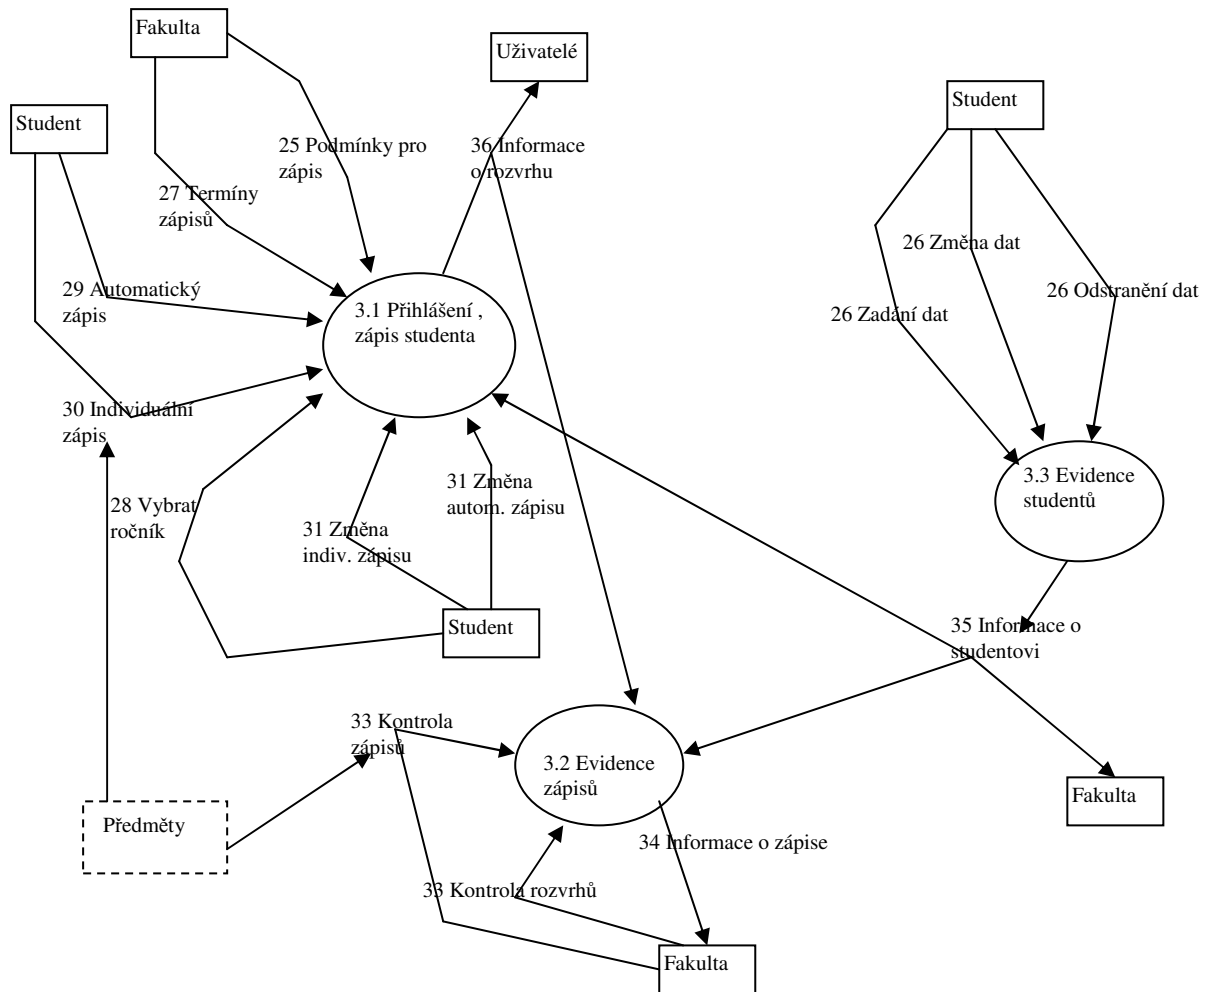 Fakulta
Uživatelé
Student
Student
25 Podmínky pro
zápis
36 Informace
o rozvrhu
27 Termíny
zápisů
26 Změna dat
29 Automatický
zápis
26 Odstranění dat
26 Zadání dat
3.1 Přihlášení ,
zápis studenta
30 Individuální
zápis
28 Vybrat
ročník
31 Změna
autom. zápisu
31 Změna
indiv. zápisu
3.3 Evidence
studentů
Student
35 Informace o
studentovi
33 Kontrola
zápisů
3.2 Evidence
zápisů
Fakulta
Předměty
34 Informace o zápise
33 Kontrola rozvrhů
Fakulta